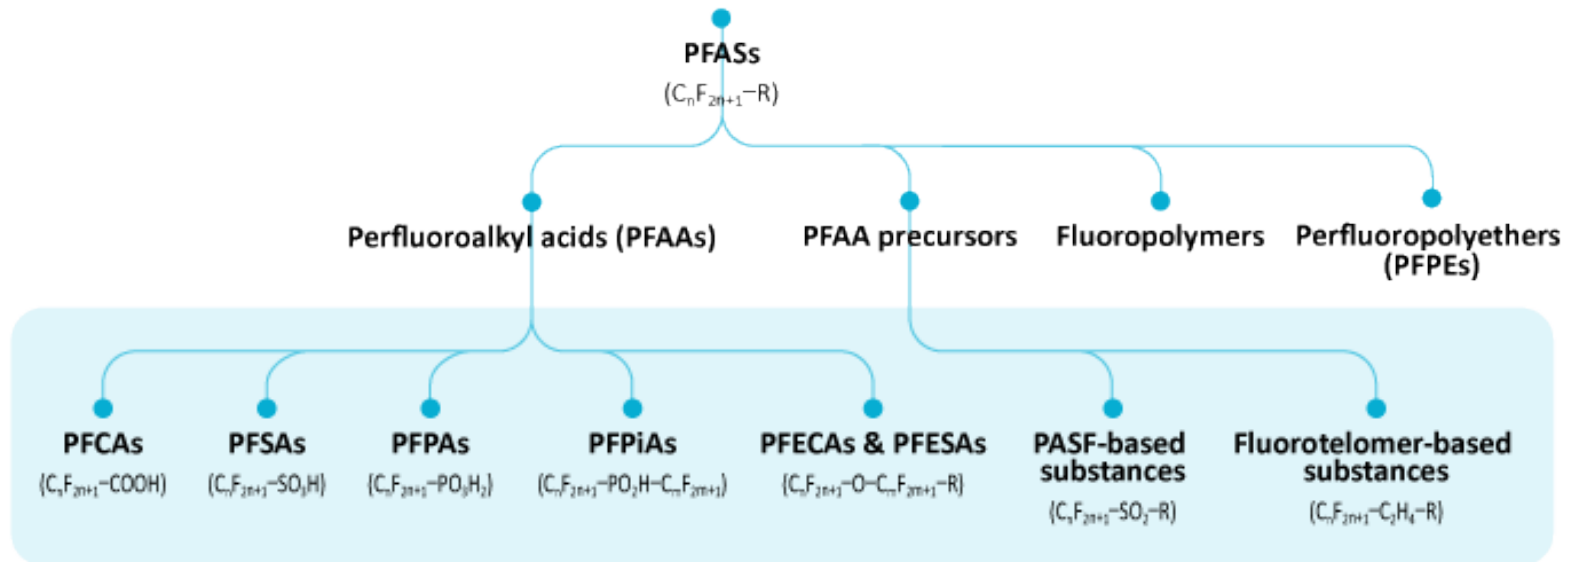 PFASs
(CₙF₂ₙ₊₁–R)
Perfluoroalkyl acids (PFAAs)
PFAA precursors
Fluoropolymers
Perfluoropolyethers
(PFPEs)
PFCAs
(CₙF₂ₙ₊₁–COOH)
PFSAs
(CₙF₂ₙ₊₁–SO₃H)
PFPAs
(CₙF₂ₙ₊₁–PO₃H₂)
PFPiAs
(CₙF₂ₙ₊₁–PO₂H–CₘF₂ₘ₊₁)
PFECAs & PFESAs
(CₙF₂ₙ₊₁–O–CₘF₂ₘ₊₁–R)
PASF-based
substances
(CₙF₂ₙ₊₁–SO₂–R)
Fluorotelomer-based
substances
(CₙF₂ₙ₊₁–C₂H₄–R)